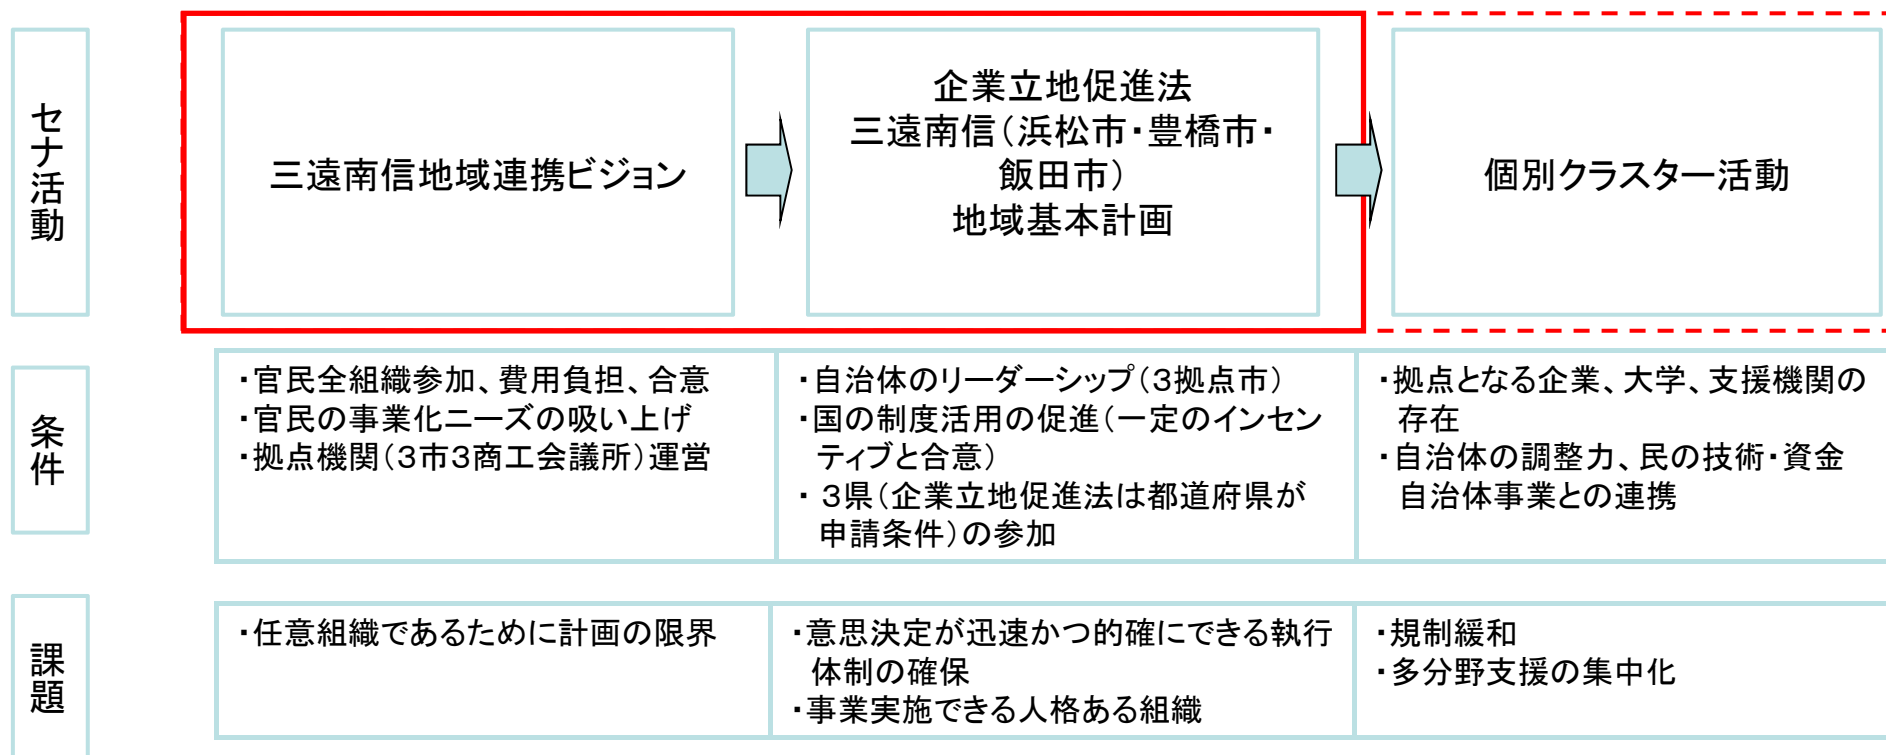 セナ活動
三遠南信地域連携ビジョン
企業立地促進法
三遠南信(浜松市・豊橋市・
飯田市)
地域基本計画
個別クラスター活動
条件
・官民全組織参加、費用負担、合意
・官民の事業化ニーズの吸い上げ
・拠点機関(3市3商工会議所)運営
・自治体のリーダーシップ(3拠点市)
・国の制度活用の促進(一定のインセン
ティブと合意)
・ 3県(企業立地促進法は都道府県が
申請条件)の参加
・拠点となる企業、大学、支援機関の
存在
・自治体の調整力、民の技術・資金
自治体事業との連携
課題
・任意組織であるために計画の限界
・意思決定が迅速かつ的確にできる執行
体制の確保
・事業実施できる人格ある組織
・規制緩和
・多分野支援の集中化